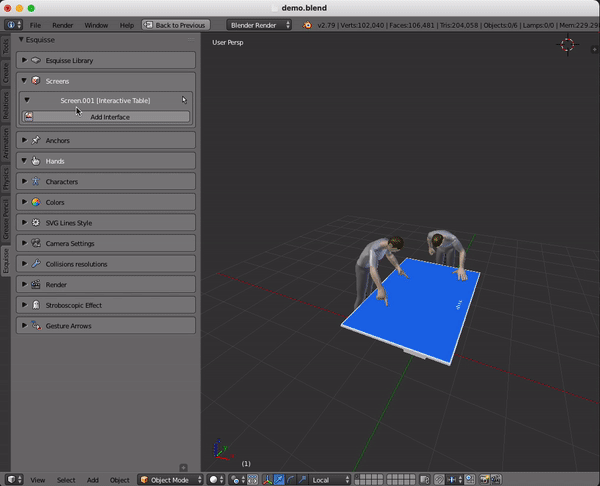 demo.blend
File Render Window Help Back to Previous Blender Render v2.79 | Verts:102,040 | Faces:106,481 | Tris:204,058 | Objects:0/6 | Lamps:0/0 | Mem:229.29
Tools
Create
Relations
Animation
Physics
Grease Pencil
Esquisse
Esquisse
Esquisse Library
Screens
Screen.001 [Interactive Table]
Add Interface
Anchors
Hands
Characters
Colors
SVG Lines Style
Camera Settings
Collisions resolutions
Render
Stroboscopic Effect
Gesture Arrows
User Persp
(1)
View Select Add Object Object Mode Local